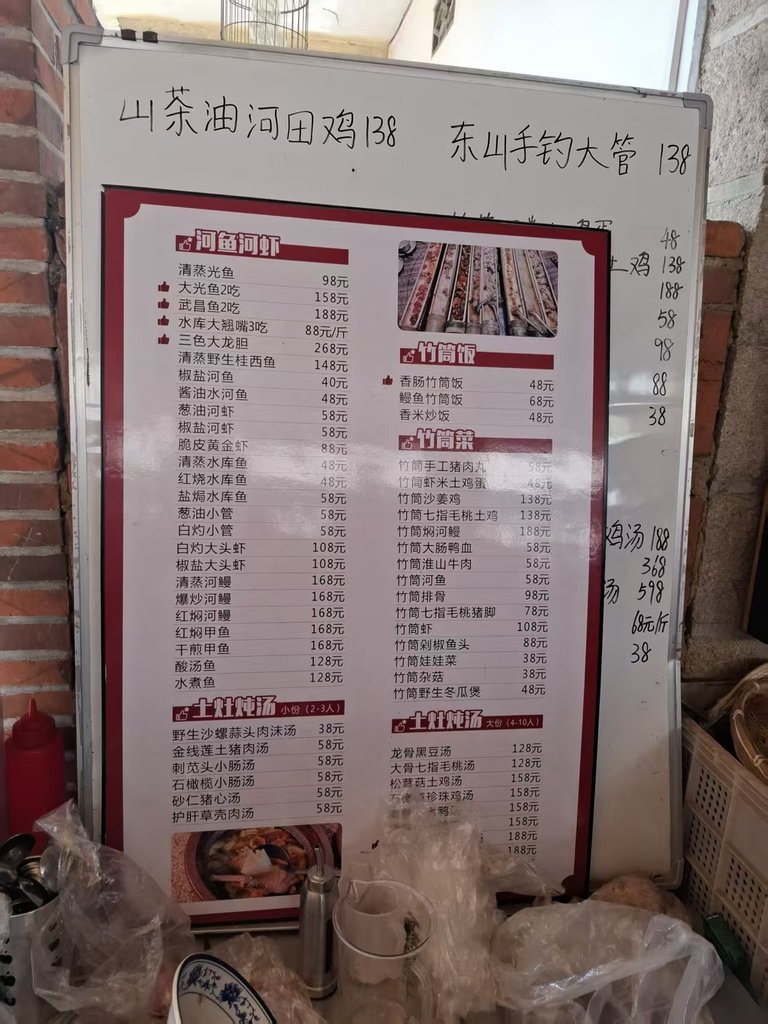 山茶油河田鸡138
东山手钓大管 138
48
土鸡 138
188
58
98
88
38
鸡汤 188
368
汤 598
68元/斤
38
河鱼河虾
清蒸光鱼 98元
大光鱼2吃 158元
武昌鱼2吃 188元
水库大翘嘴3吃 88元/斤
三色大龙胆 268元
清蒸野生桂西鱼 148元
椒盐河鱼 40元
酱油水河鱼 48元
葱油河虾 58元
椒盐河虾 58元
脆皮黄金虾 88元
清蒸水库鱼 48元
红烧水库鱼 48元
盐焗水库鱼 58元
葱油小管 58元
白灼小管 58元
白灼大头虾 108元
椒盐大头虾 108元
清蒸河鳗 168元
爆炒河鳗 168元
红焖河鳗 168元
红焖甲鱼 168元
干煎甲鱼 168元
酸汤鱼 128元
水煮鱼 128元
土灶炖汤 小份（2-3人）
野生沙螺蒜头肉沫汤 38元
金线莲土猪肉汤 58元
刺苋头小肠汤 58元
石橄榄小肠汤 58元
砂仁猪心汤 58元
护肝草壳肉汤 58元
竹筒饭
香肠竹筒饭 48元
鳗鱼竹筒饭 68元
香米炒饭 48元
竹筒菜
竹筒手工猪肉丸 58元
竹筒虾米土鸡蛋 48元
竹筒沙姜鸡 138元
竹筒七指毛桃土鸡 138元
竹筒焖河鳗 188元
竹筒大肠鸭血 58元
竹筒淮山牛肉 58元
竹筒河鱼 58元
竹筒排骨 98元
竹筒七指毛桃猪脚 78元
竹筒虾 108元
竹筒剁椒鱼头 88元
竹筒娃娃菜 38元
竹筒杂菇 38元
竹筒野生冬瓜煲 48元
土灶炖汤 大份（4-10人）
龙骨黑豆汤 128元
大骨七指毛桃汤 128元
松茸菇土鸡汤 158元
珍珠鸡汤 158元
158元
188元
188元